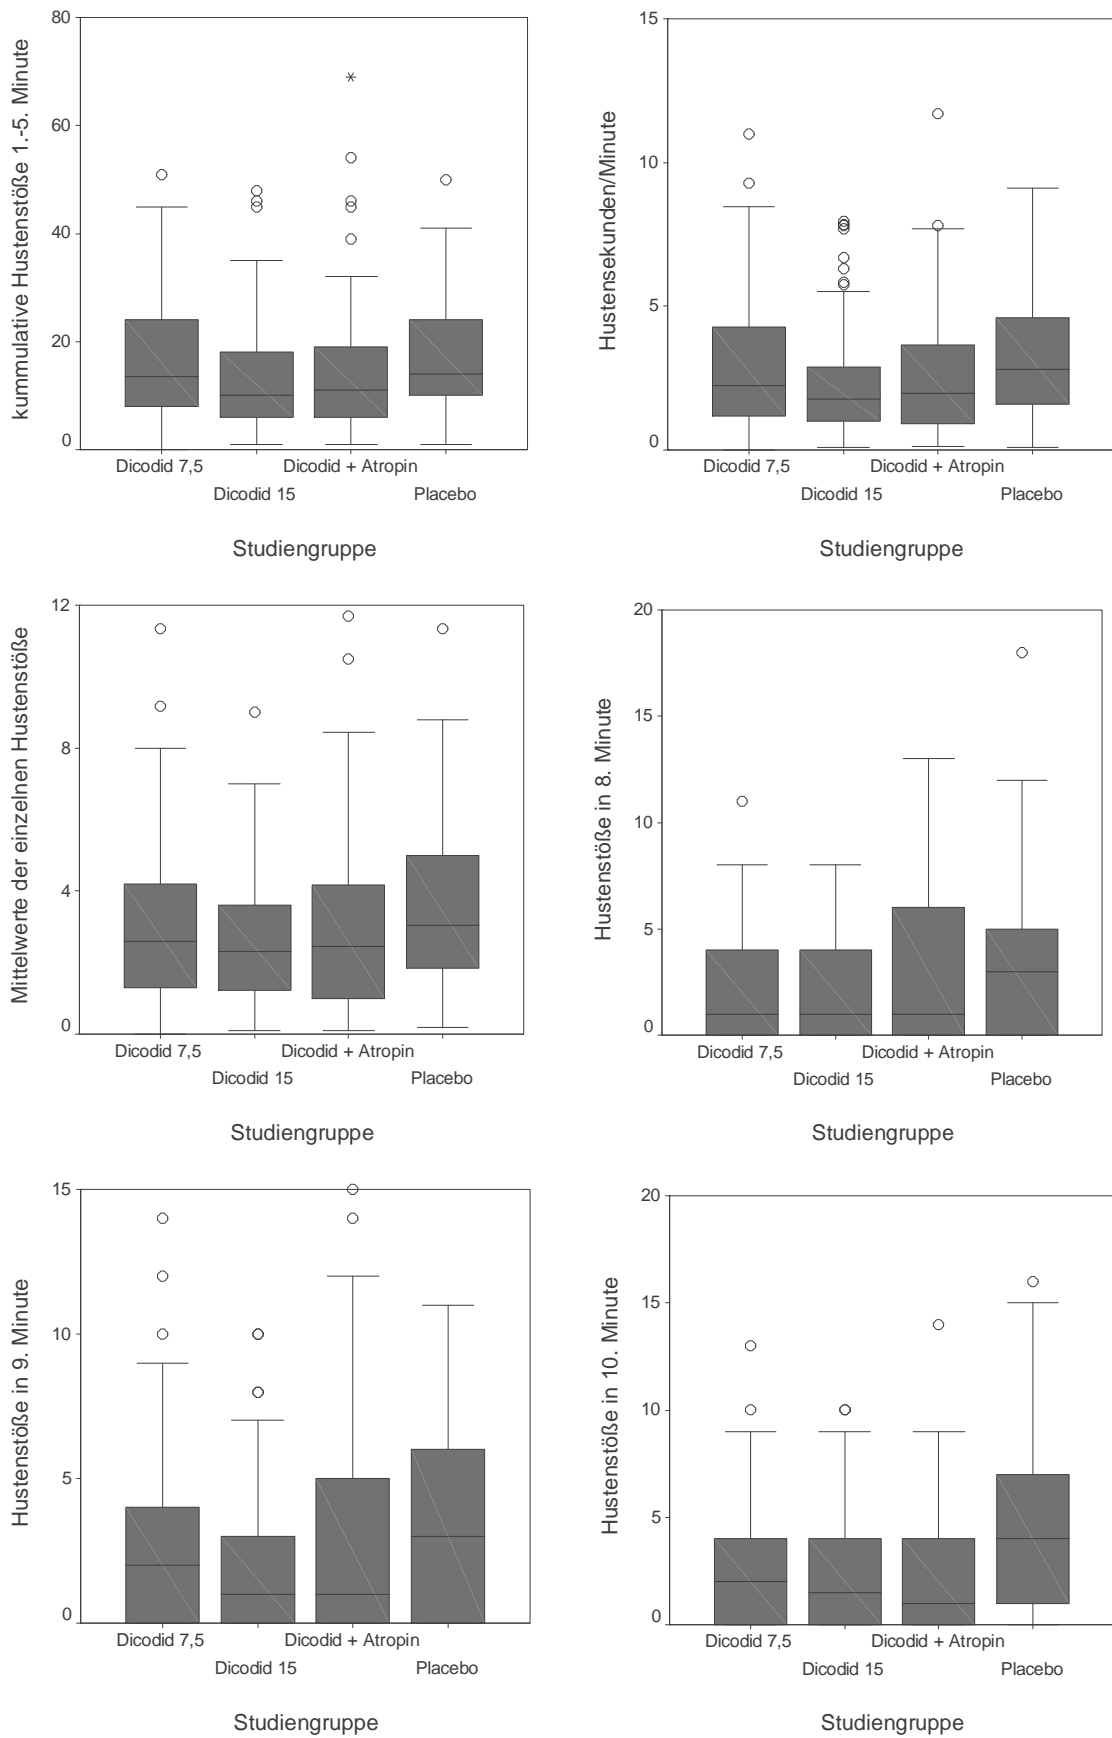 kummulative Hustenstöße 1.-5. Minute
80
60
40
20
0
Dicodid 7,5
Dicodid + Atropin
Dicodid 15
Placebo
Studiengruppe
Hustensekunden/Minute
15
10
5
0
Dicodid 7,5
Dicodid + Atropin
Dicodid 15
Placebo
Studiengruppe
Mittelwerte der einzelnen Hustenstöße
12
8
4
0
Dicodid 7,5
Dicodid + Atropin
Dicodid 15
Placebo
Studiengruppe
Hustenstöße in 8. Minute
20
15
10
5
0
Dicodid 7,5
Dicodid + Atropin
Dicodid 15
Placebo
Studiengruppe
Hustenstöße in 9. Minute
15
10
5
0
Dicodid 7,5
Dicodid + Atropin
Dicodid 15
Placebo
Studiengruppe
Hustenstöße in 10. Minute
20
15
10
5
0
Dicodid 7,5
Dicodid + Atropin
Dicodid 15
Placebo
Studiengruppe